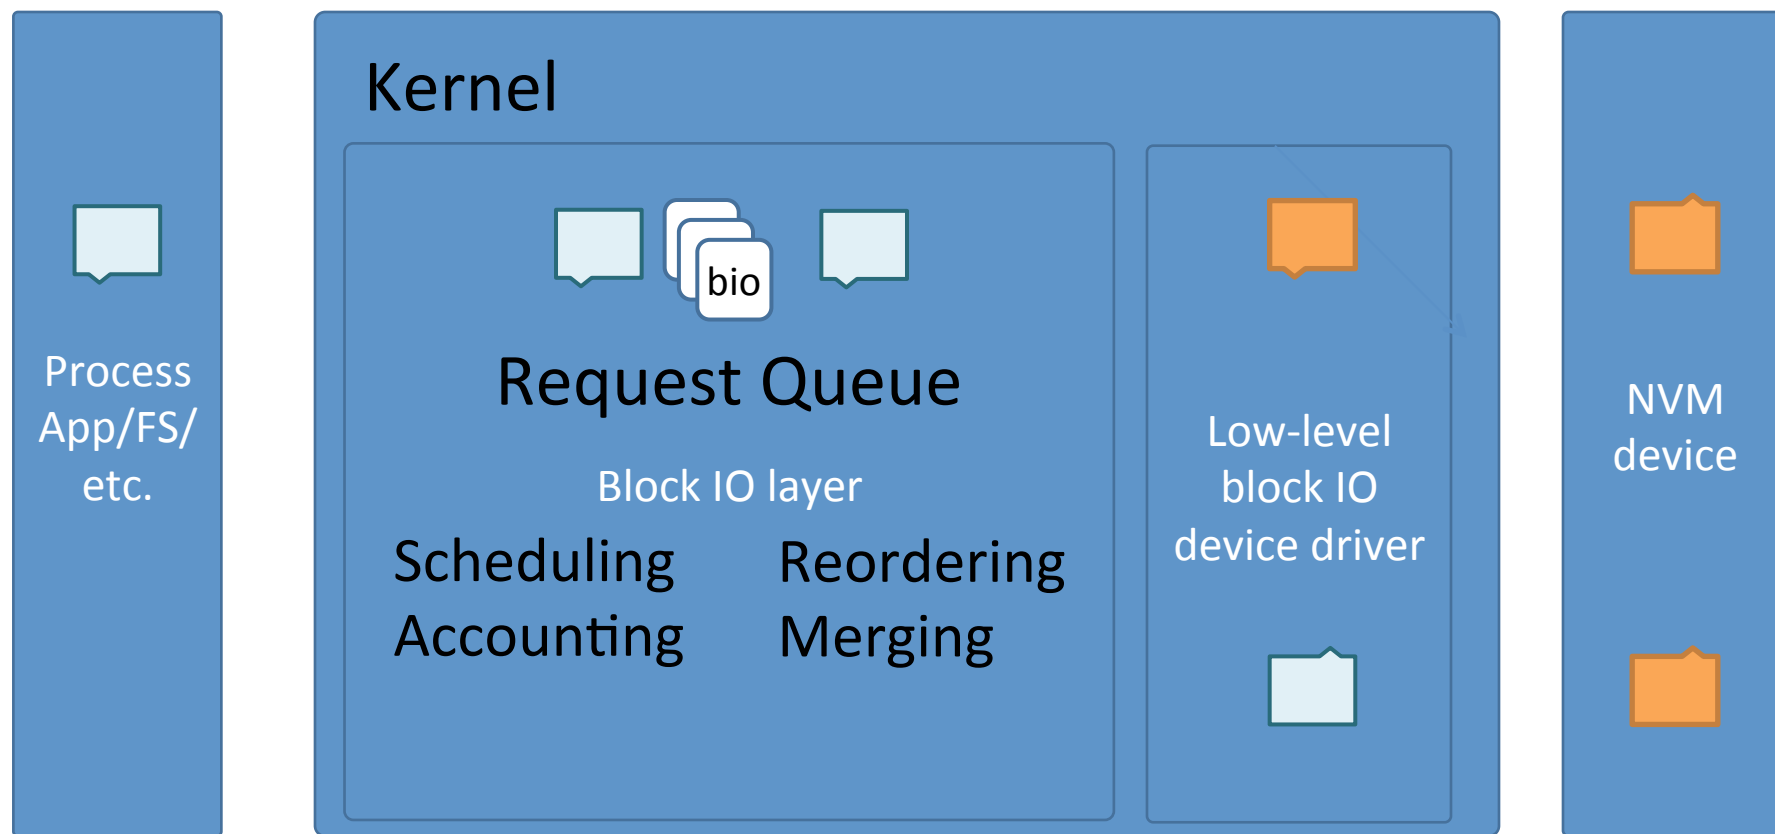 Kernel
Process
App/FS/
etc.
bio
Request Queue
Block IO layer
Scheduling
Accounting
Reordering
Merging
Low-level
block IO
device driver
NVM
device